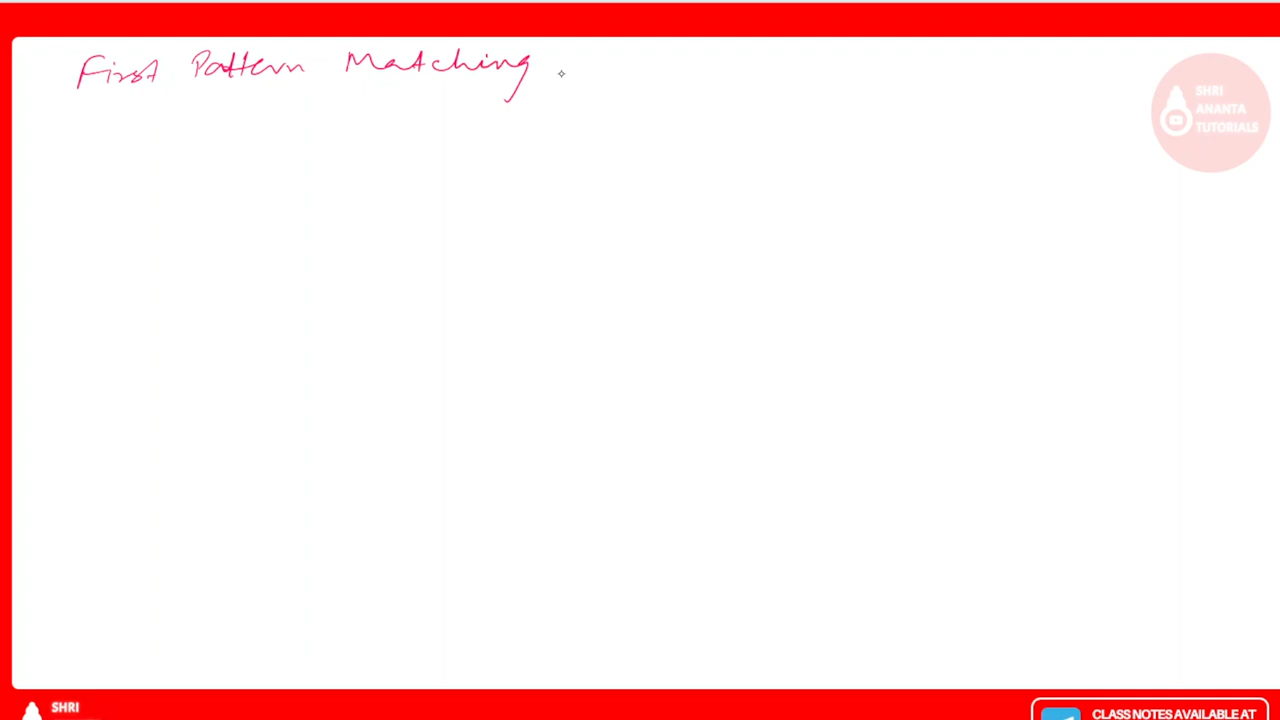 First Pattern Matching
SHRI
ANANTA
TUTORIALS
SHRI
CLASS NOTES AVAILABLE AT